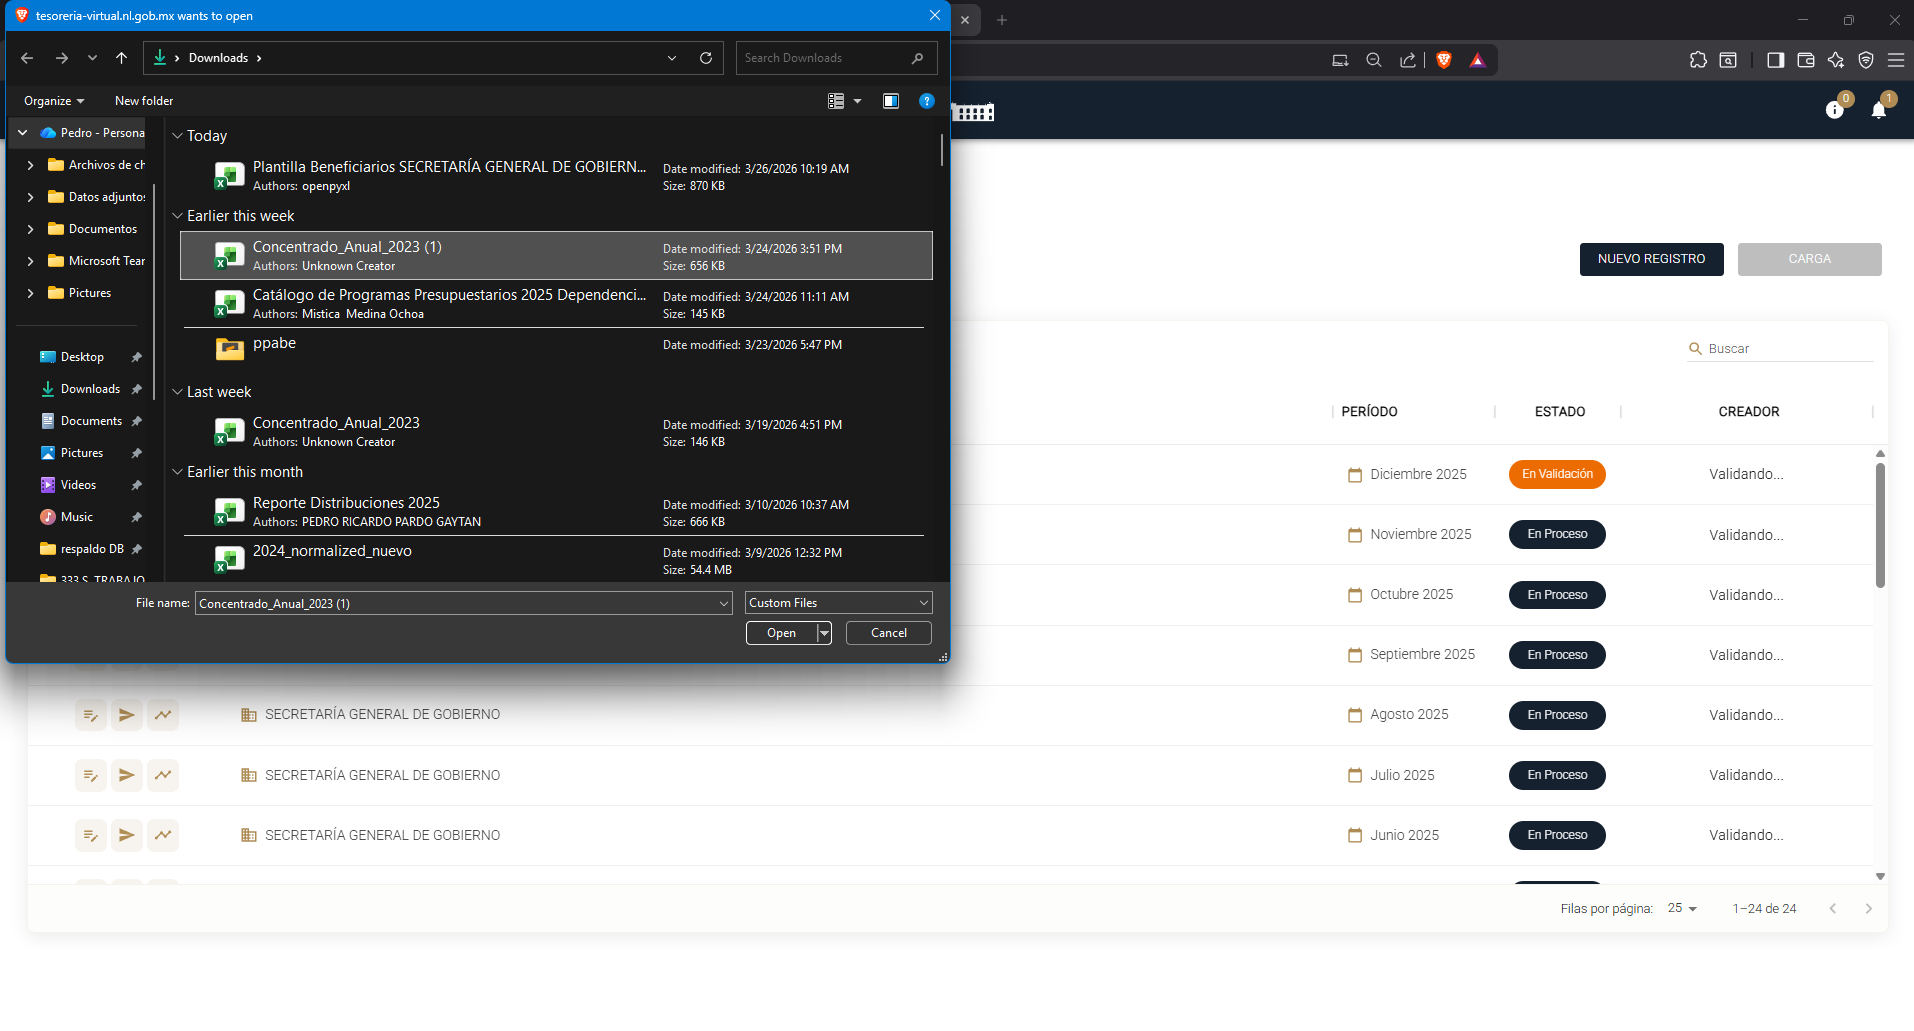 tesoreria-virtual.nl.gob.mx wants to open
Downloads
Search Downloads
Organize
New folder
Pedro - Persona
Archivos de ch
Datos adjuntos
Documentos
Microsoft Tear
Pictures
Desktop
Downloads
Documents
Pictures
Videos
Music
respaldo DB
333 S. TRABAJO
Today
Plantilla Beneficiarios SECRETARÍA GENERAL DE GOBIERN...
Authors: openpyxl
Date modified: 3/26/2026 10:19 AM
Size: 870 KB
Earlier this week
Concentrado_Anual_2023 (1)
Authors: Unknown Creator
Date modified: 3/24/2026 3:51 PM
Size: 656 KB
Catálogo de Programas Presupuestarios 2025 Dependenci...
Authors: Mistica Medina Ochoa
Date modified: 3/24/2026 11:11 AM
Size: 145 KB
ppabe
Date modified: 3/23/2026 5:47 PM
Last week
Concentrado_Anual_2023
Authors: Unknown Creator
Date modified: 3/19/2026 4:51 PM
Size: 146 KB
Earlier this month
Reporte Distribuciones 2025
Authors: PEDRO RICARDO PARDO GAYTAN
Date modified: 3/10/2026 10:37 AM
Size: 666 KB
2024_normalized_nuevo
Date modified: 3/9/2026 12:32 PM
Size: 54.4 MB
File name: Concentrado_Anual_2023 (1)
Custom Files
Open
Cancel
0
1
NUEVO REGISTRO
CARGA
Buscar
PERÍODO ESTADO CREADOR
Diciembre 2025 En Validación Validando...
Noviembre 2025 En Proceso Validando...
Octubre 2025 En Proceso Validando...
Septiembre 2025 En Proceso Validando...
SECRETARÍA GENERAL DE GOBIERNO Agosto 2025 En Proceso Validando...
SECRETARÍA GENERAL DE GOBIERNO Julio 2025 En Proceso Validando...
SECRETARÍA GENERAL DE GOBIERNO Junio 2025 En Proceso Validando...
Filas por página: 25 1–24 de 24